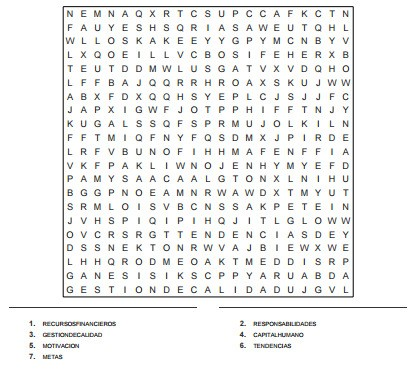 N E M N A Q X R T C S U P C C A F K C T N
F A U Y E S H S Q R I A S A W E U T Q H L
W L L O S K A K E E Y Y G P Y M C N B Y V
L X Q O E I L L V C B O S I F E H E R X B
T E U T D D M W L U S G A T V X V D Q H O
L F F B A J Q Q R R H R O A X S K U J W W
A B X F D X Q Q H S Y E P L C J S J J F C
J A P X I G W F J O T P P H I F F T N J Y
K U G A L S S Q F S P R M U J O L K I L N
F F T M I Q F N Y F Q S D M X J P I R D E
L R F V B U N O F I H H M A F E N F F I A
V K F P A K L I W N O J E N H Y M Y E F D
P A M Y S A A C A A L G T O N X L N I H U
B G G P N O E A M N R W A W D X T M Y U T
S R M L O I S V B C N S S A K P E T E I N
J V H S P I Q I P I H Q J I T L G L O W W
O V C R S R G T T E N D E N C I A S D E Y
D S S N E K T O N R W V A J B I E W X W E
L H H Q R O D M E O A K T M E D D I S R P
G A N E S I S I K S C P P Y A R U A B D A
G E S T I O N D E C A L I D A D U J G V L
1. RECURSOSFINANCIEROS 2. RESPONSABILIDADES
3. GESTIONDECALIDAD 4. CAPITALHUMANO
5. MOTIVACION 6. TENDENCIAS
7. METAS